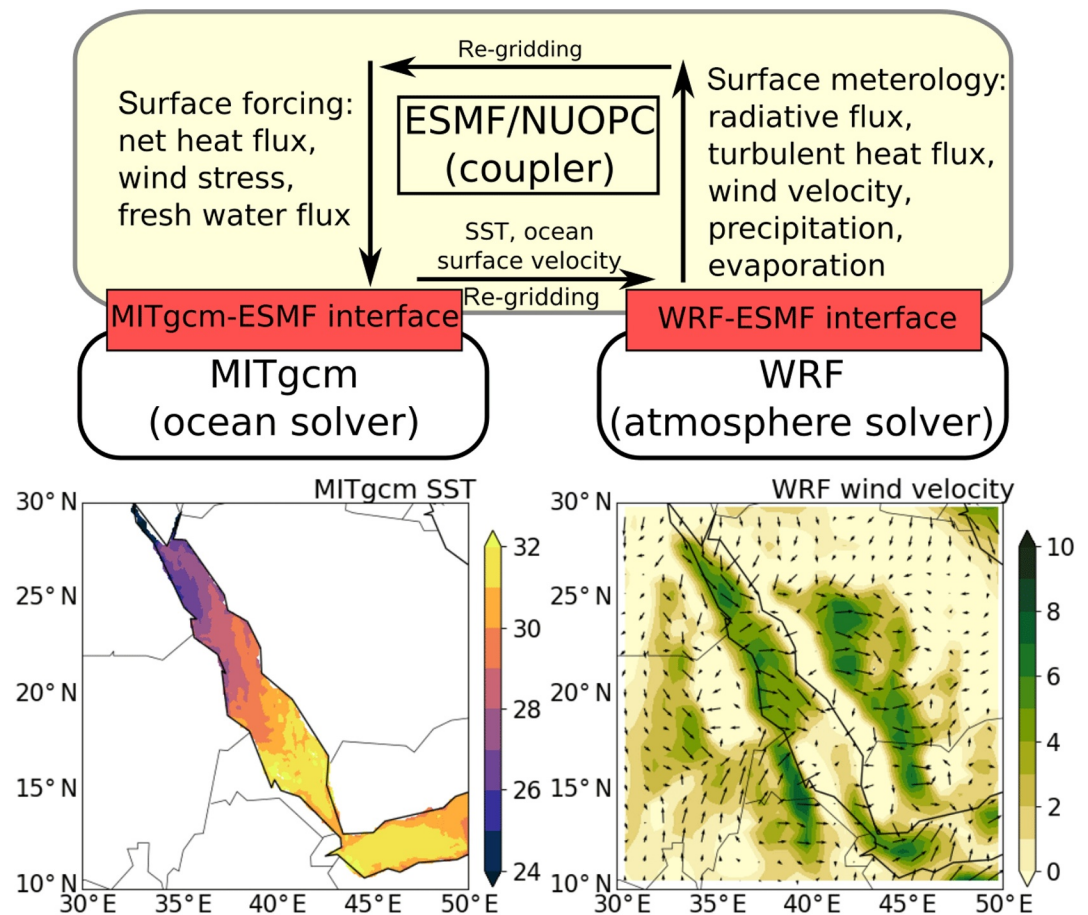 Re-gridding
Surface forcing:
net heat flux,
wind stress,
fresh water flux
ESMF/NUOPC
(coupler)
Surface meterology:
radiative flux,
turbulent heat flux,
wind velocity,
precipitation,
evaporation
SST, ocean
surface velocity
Re-gridding
MITgcm-ESMF interface
WRF-ESMF interface
MITgcm
(ocean solver)
WRF
(atmosphere solver)
MITgcm SST
30° N
25° N
20° N
15° N
10° N
30° E
35° E
40° E
45° E
50° E
32
30
28
26
24
WRF wind velocity
30° N
25° N
20° N
15° N
10° N
30° E
35° E
40° E
45° E
50° E
10
8
6
4
2
0